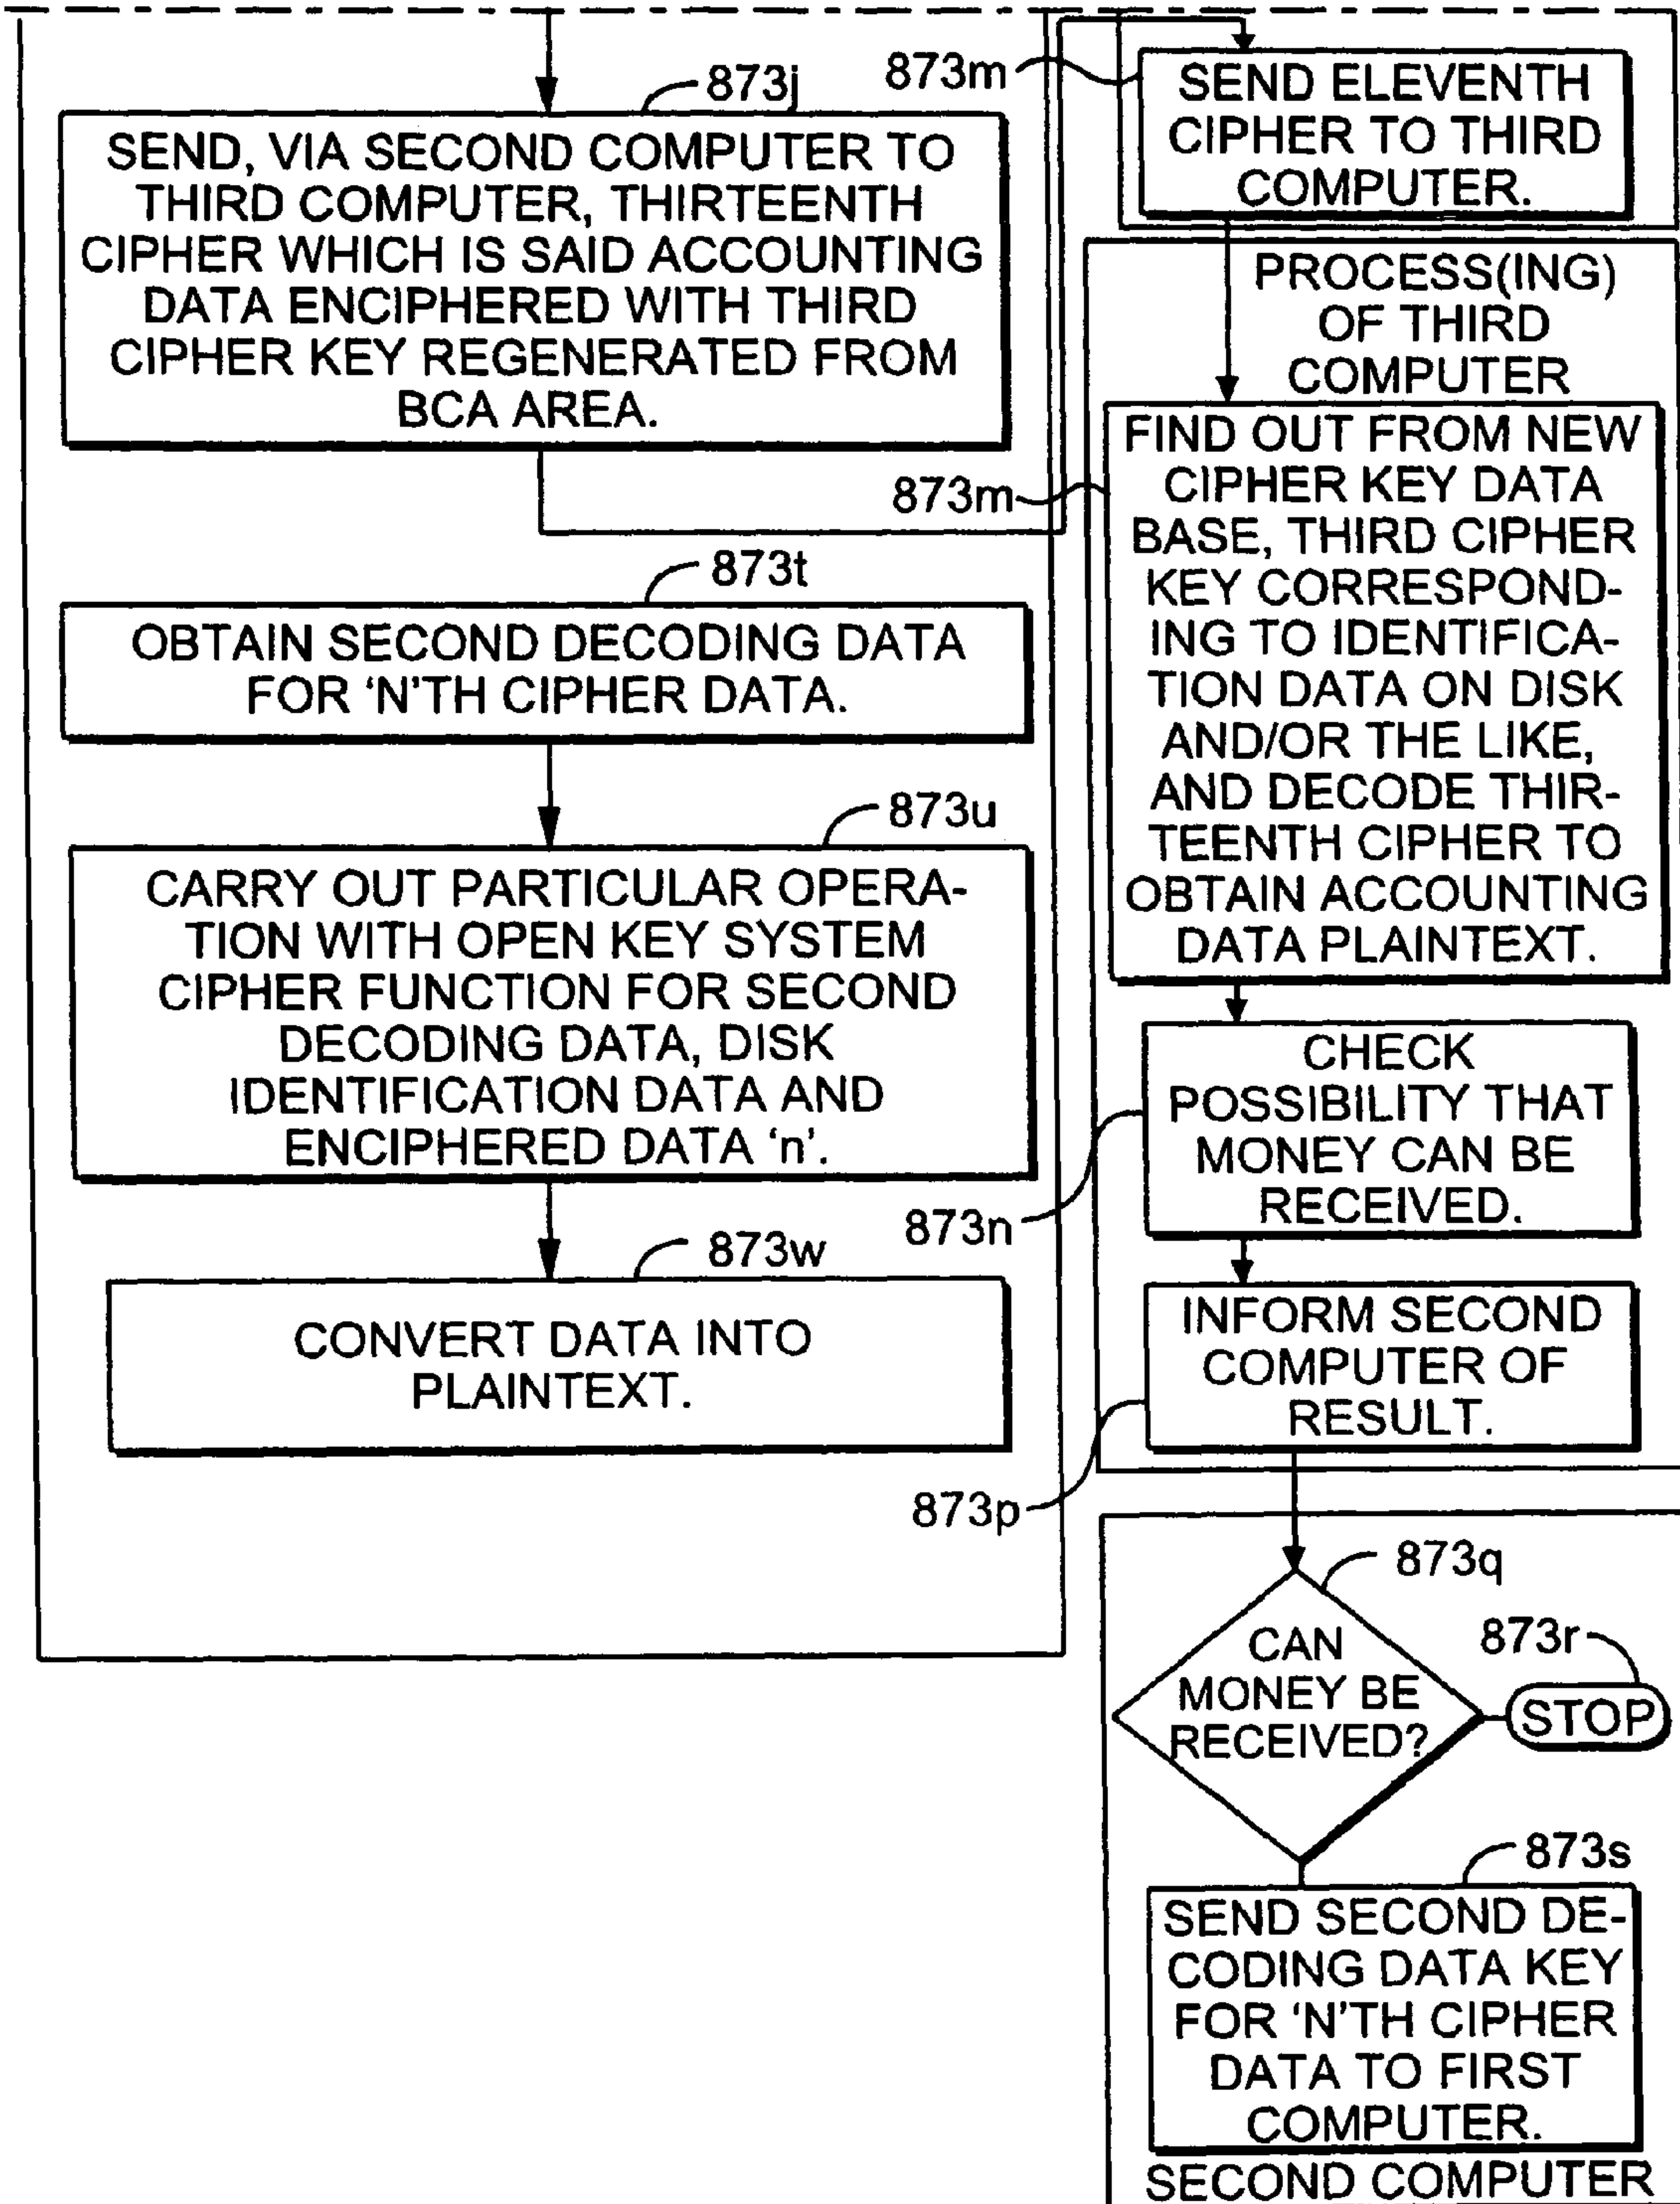 873j
SEND, VIA SECOND COMPUTER TO
THIRD COMPUTER, THIRTEENTH
CIPHER WHICH IS SAID ACCOUNTING
DATA ENCIPHERED WITH THIRD
CIPHER KEY REGENERATED FROM
BCA AREA.
873t
OBTAIN SECOND DECODING DATA
FOR ‘N’TH CIPHER DATA.
873u
CARRY OUT PARTICULAR OPERA-
TION WITH OPEN KEY SYSTEM
CIPHER FUNCTION FOR SECOND
DECODING DATA, DISK
IDENTIFICATION DATA AND
ENCIPHERED DATA ‘n’.
873w
CONVERT DATA INTO
PLAINTEXT.
873m
SEND ELEVENTH
CIPHER TO THIRD
COMPUTER.
PROCESS(ING)
OF THIRD
COMPUTER
873m
FIND OUT FROM NEW
CIPHER KEY DATA
BASE, THIRD CIPHER
KEY CORRESPOND-
ING TO IDENTIFICA-
TION DATA ON DISK
AND/OR THE LIKE,
AND DECODE THIR-
TEENTH CIPHER TO
OBTAIN ACCOUNTING
DATA PLAINTEXT.
873n
CHECK
POSSIBILITY THAT
MONEY CAN BE
RECEIVED.
873p
INFORM SECOND
COMPUTER OF
RESULT.
873q
CAN
MONEY BE
RECEIVED?
873r
STOP
873s
SEND SECOND DE-
CODING DATA KEY
FOR ‘N’TH CIPHER
DATA TO FIRST
COMPUTER.
SECOND COMPUTER